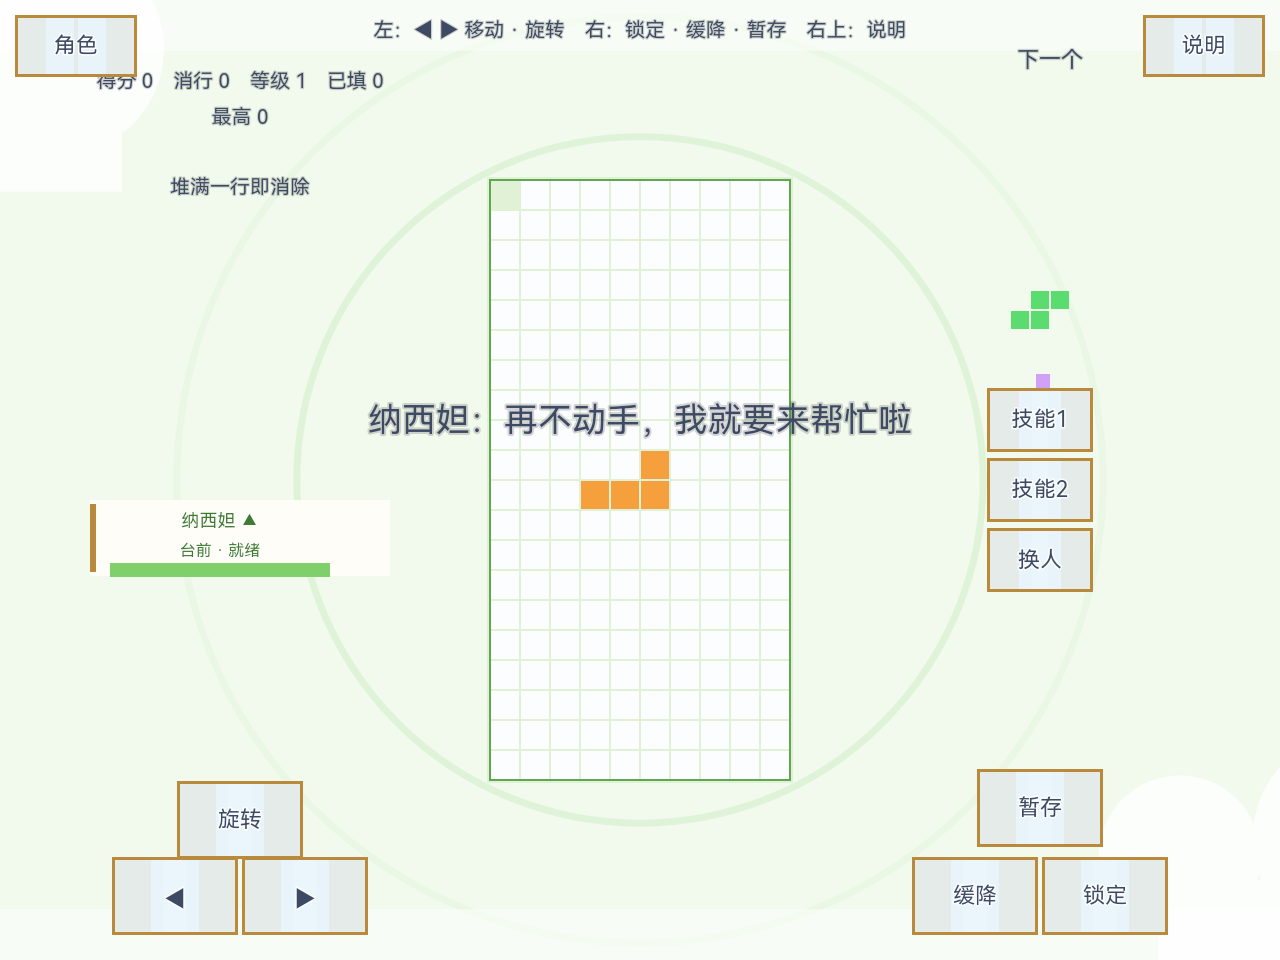 角色
左：◀ ▶ 移动 · 旋转　右：锁定 · 缓降 · 暂存　右上：说明
说明
下一个
得分 0　消行 0　等级 1　已填 0
最高 0
堆满一行即消除
纳西妲：再不动手，我就要来帮忙啦
技能1
技能2
换人
纳西妲 ▲
台前 · 就绪
旋转
◀ ▶
暂存
缓降
锁定